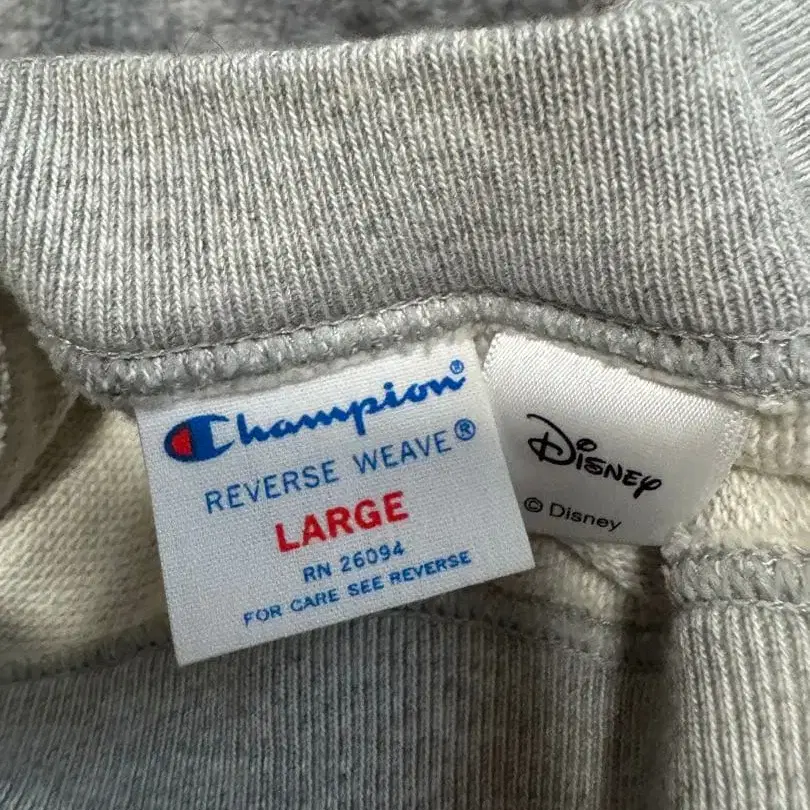 Champion®
REVERSE WEAVE®
LARGE
RN 26094
FOR CARE SEE REVERSE
Disney
© Disney